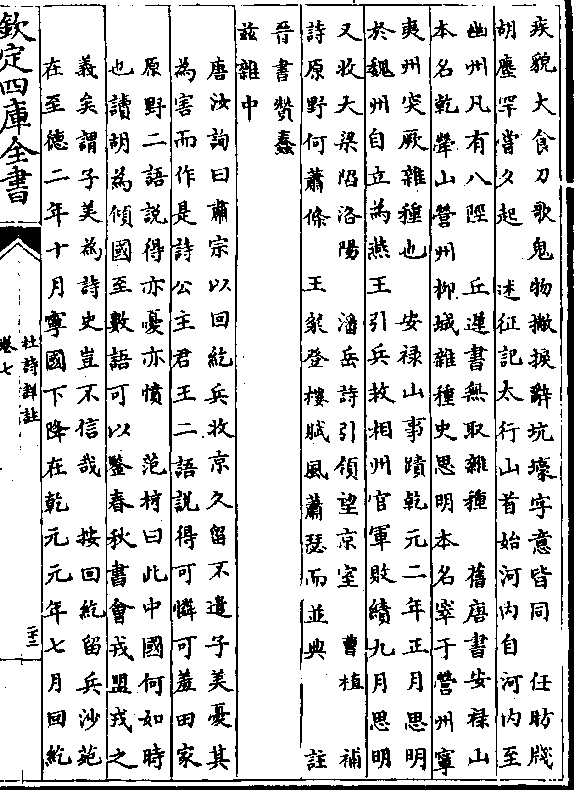 疾貌大食刀歌鬼物撇捩辭坑壕字意皆同　任昉牋
胡塵罕嘗夕起　述征記太行山首始河内自河内至
幽州凡有八陘　丘遲書無取雜種　舊唐書安祿山
本名軋犖山營州柳城雜種史思明本名窣于營州寧
夷州突厥雜種也　安祿山事蹟乾元二年正月思明
於魏州自立為燕王引兵救相州官軍敗績九月思明
又收大梁陷洛陽　潘岳詩引領望京室　曹植　補
詩原野何蕭條　王粲登樓賦風蕭瑟而並興　註
晉書贊蠢
茲雜中
唐汝詢曰肅宗以回紇兵收京久留不遣子美憂其
為害而作是詩公主君王二語説得可憐可羞田家
原野二語説得亦憂亦憤　范梈曰此中國何如時
也讀胡為傾國至數語可以鑒春秋書會戎盟戎之
義矣謂子美為詩史豈不信哉　按回紇留兵沙苑
在至德二年十月寧國下降在乾元元年七月回紇
欽定四庫全書
杜詩詳註
卷七
二十三